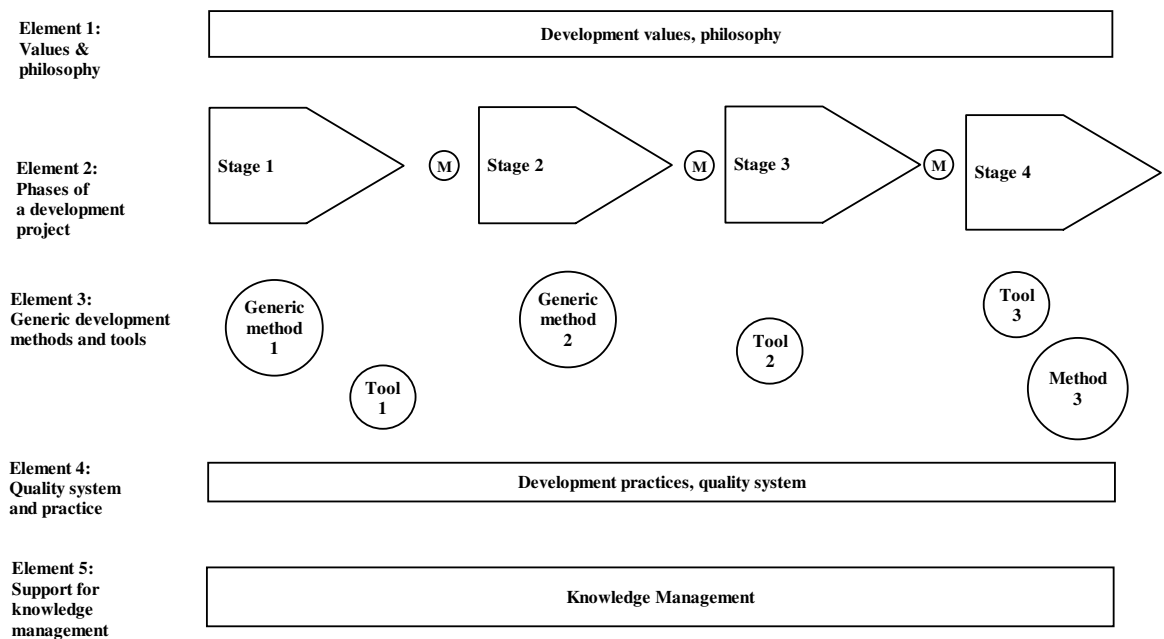 Element 1:
Values &
philosophy
Development values, philosophy
Element 2:
Phases of
a development
project
Stage 1
M
Stage 2
M
Stage 3
M
Stage 4
Element 3:
Generic development
methods and tools
Generic
method
1
Tool
1
Generic
method
2
Tool
2
Tool
3
Method
3
Element 4:
Quality system
and practice
Development practices, quality system
Element 5:
Support for
knowledge
management
Knowledge Management